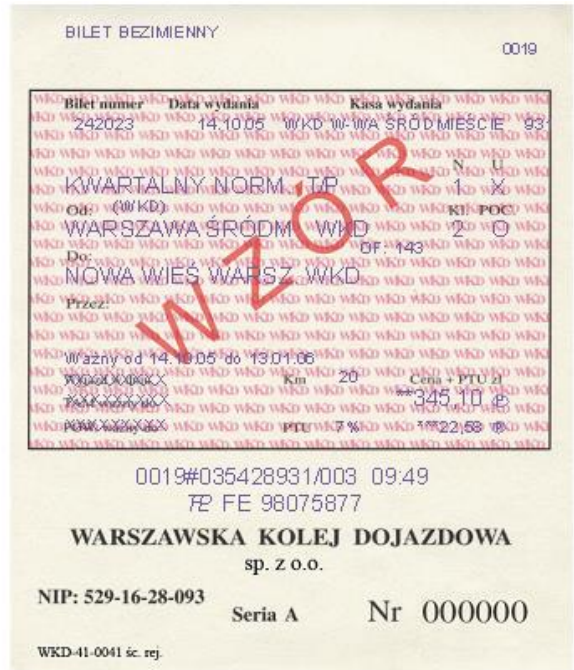 BILET BEZIMIENNY
0019
Bilet numer Data wydania Kasa wydania
242023 14.10.05 WKD W-WA ŚRÓDMIEŚCIE 931
N U
KWARTALNY NORM. T/P 1 X
Od: (WKD) Kl. POC.
WARSZAWA ŚRÓDM WKD 2 O
Do: OF: 143
NOWA WIEŚ WARSZ. WKD
Przez:
WZÓR
Ważny od 14.10.05 do 13.01.06
Km 20 Cena + PTU zł
**345,10 ℗
PTU 7% ***22,58 ℗
0019#035428931/003 09:49
T/P FE 98075877
WARSZAWSKA KOLEJ DOJAZDOWA
sp. z o.o.
NIP: 529-16-28-093
Seria A Nr 000000
WKD-41-0041 śc. rej.